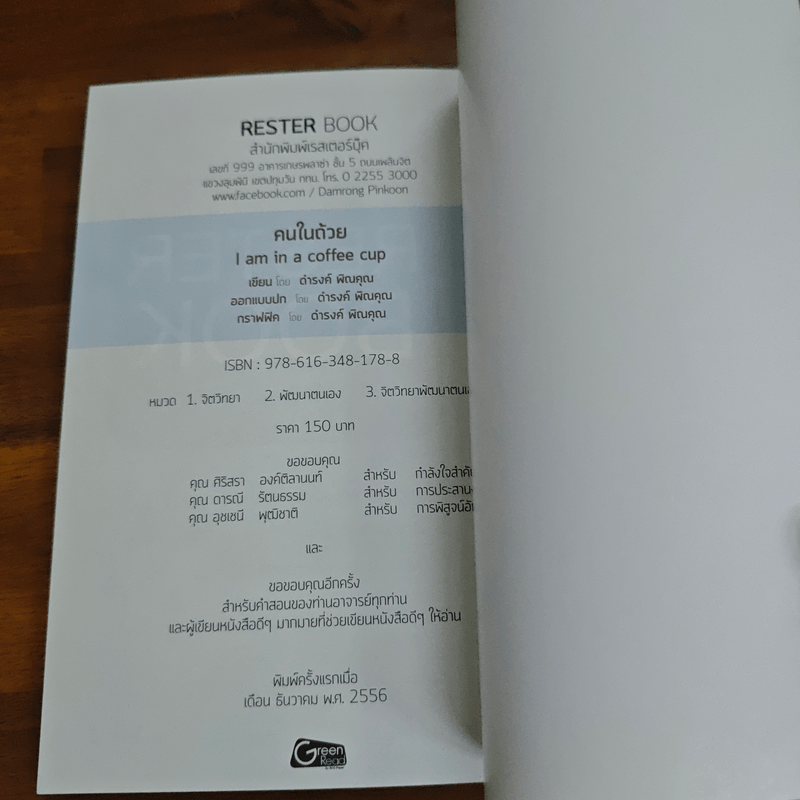 RESTER BOOK
สำนักพิมพ์เรสเตอร์บุ๊ค
เลขที่ 999 อาคารเกษรพลาซ่า ชั้น 5 ถนนเพลินจิต
แขวงลุมพินี เขตปทุมวัน กทม. โทร. 0 2255 3000
www.facebook.com / Damrong Pinkoon
คนในถ้วย
I am in a coffee cup
เขียน โดย ดำรงค์ พิณคุณ
ออกแบบปก โดย ดำรงค์ พิณคุณ
กราฟฟิค โดย ดำรงค์ พิณคุณ
ISBN : 978-616-348-178-8
หมวด 1. จิตวิทยา 2. พัฒนาตนเอง 3. จิตวิทยาพัฒนาตนเ
ราคา 150 บาท
ขอขอบคุณ
คุณ ศิริสรา องค์ติลานนท์ สำหรับ กำลังใจสำคั
คุณ ดารณี รัตนธรรม สำหรับ การประสาน
คุณ อุชเชนี พุฒิชาติ สำหรับ การพิสูจน์อั
และ
ขอขอบคุณอีกครั้ง
สำหรับคำสอนของท่านอาจารย์ทุกท่าน
และผู้เขียนหนังสือดีๆ มากมายที่ช่วยเขียนหนังสือดีๆ ให้อ่าน
พิมพ์ครั้งแรกเมื่อ
เดือน ธันวาคม พ.ศ. 2556
Green
Read